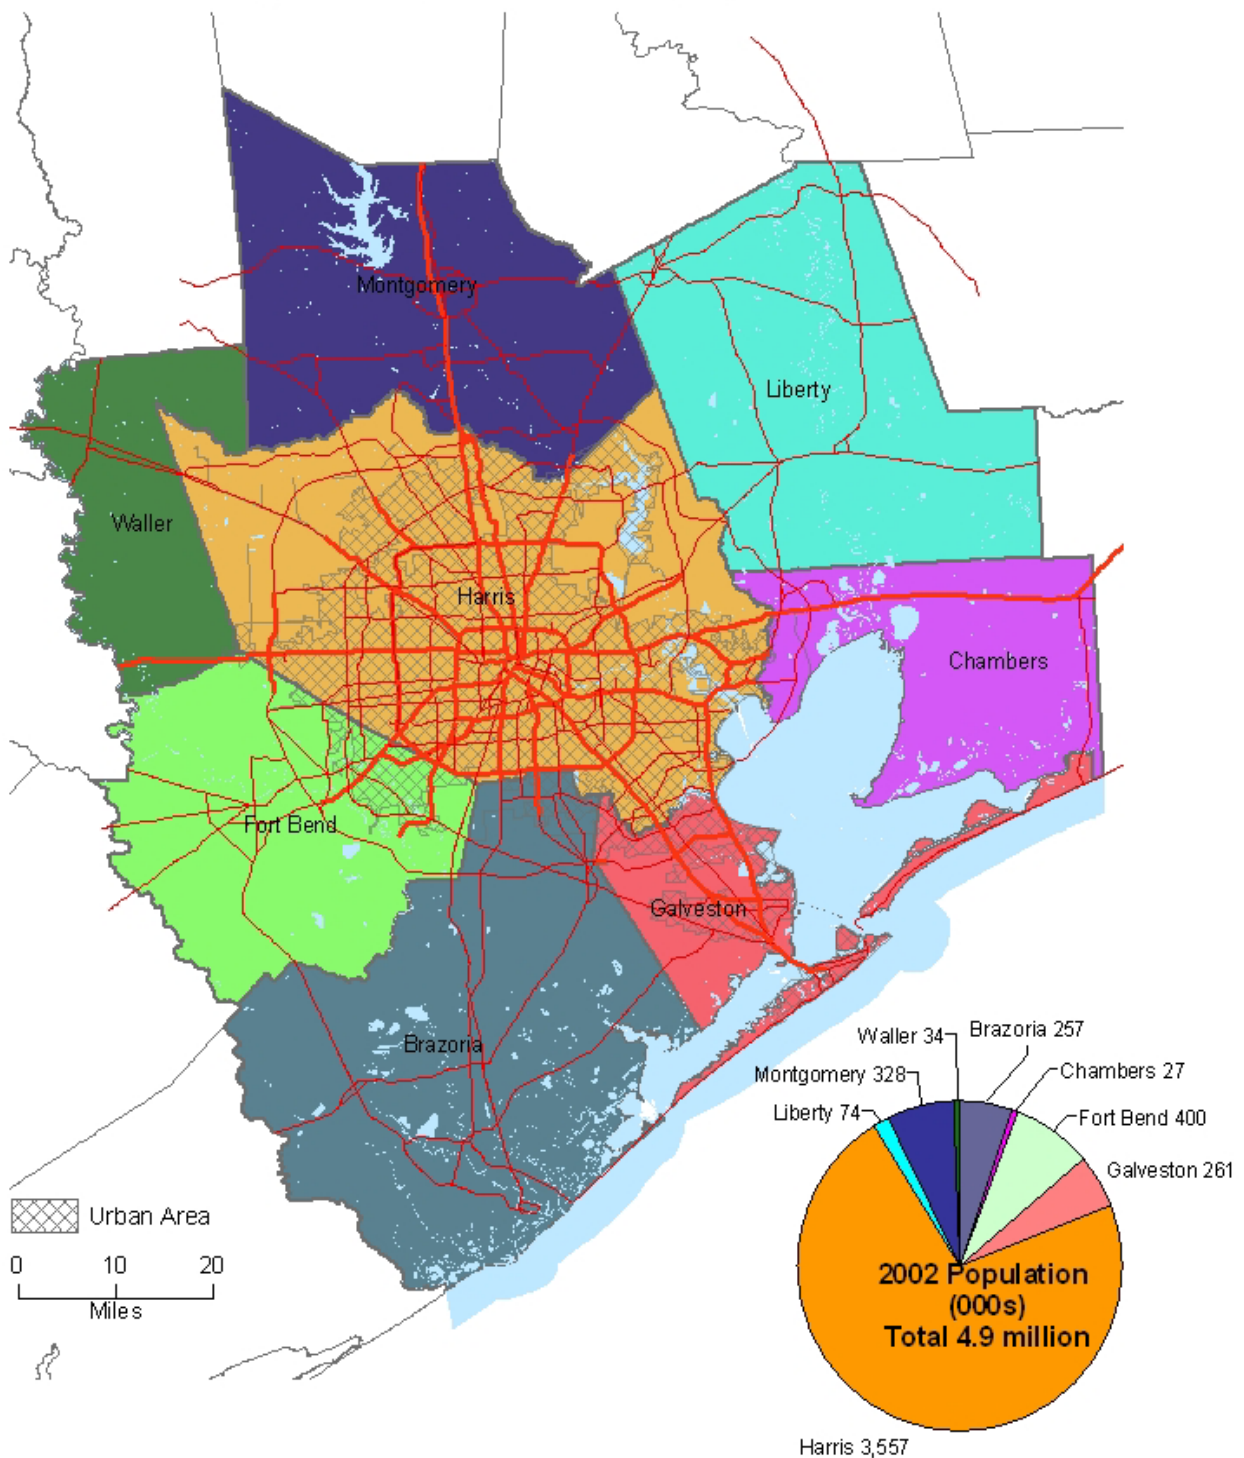 Montgomery
Liberty
Waller
Harris
Chambers
Fort Bend
Galveston
Brazoria
Urban Area
0 10 20
Miles
Waller 34
Brazoria 257
Montgomery 328
Chambers 27
Liberty 74
Fort Bend 400
Galveston 261
2002 Population
(000s)
Total 4.9 million
Harris 3,557